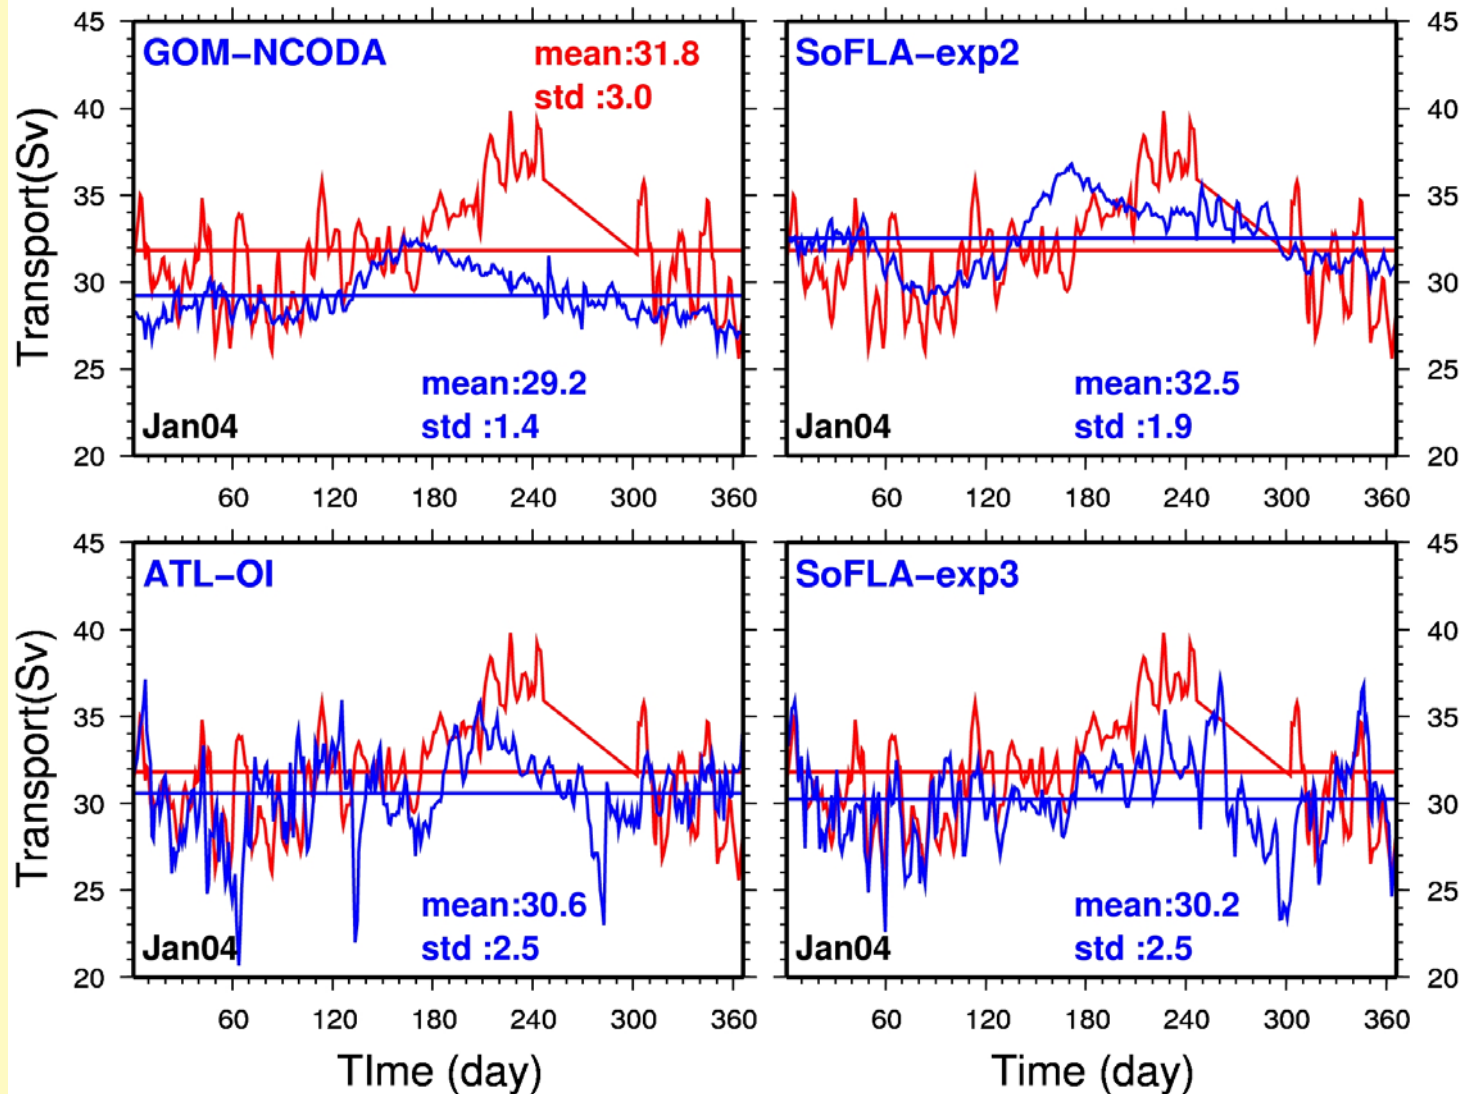 45 45
GOM−NCODA mean:31.8 SoFLA−exp2
std :3.0
40 40
Transport(Sv)
35 35
30 30
25 25
mean:29.2 mean:32.5
Jan04 std :1.4 Jan04 std :1.9
20 20
60 120 180 240 300 360 60 120 180 240 300 360
45 45
ATL−OI SoFLA−exp3
40 40
Transport(Sv)
35 35
30 30
25 25
mean:30.6 mean:30.2
Jan04 std :2.5 Jan04 std :2.5
20 20
60 120 180 240 300 360 60 120 180 240 300 360
TIme (day) Time (day)